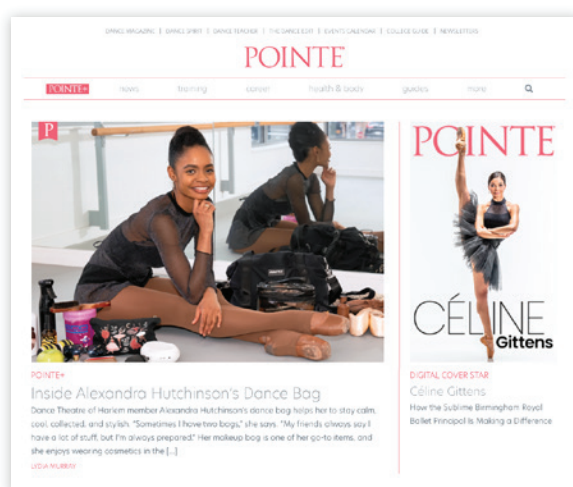 DANCE MAGAZINE | DANCE SPIRIT | DANCE TEACHER | THE DANCE EDIT | EVENTS CALENDAR | COLLEGE GUIDE | NEWSLETTERS
POINTE
POINTE+ news training career health & body guides more
P
POINTE
CÉLINE
Gittens
POINTE+
Inside Alexandra Hutchinson's Dance Bag
Dance Theatre of Harlem member Alexandra Hutchinson's dance bag helps her to stay calm,
cool, collected, and stylish. "Sometimes I have two bags," she says. "My friends always say I
have a lot of stuff, but I'm always prepared." Her makeup bag is one of her go-to items, and
she enjoys wearing cosmetics in the [...]
LYDIA MURRAY
DIGITAL COVER STAR
Céline Gittens
How the Sublime Birmingham Royal
Ballet Principal Is Making a Difference